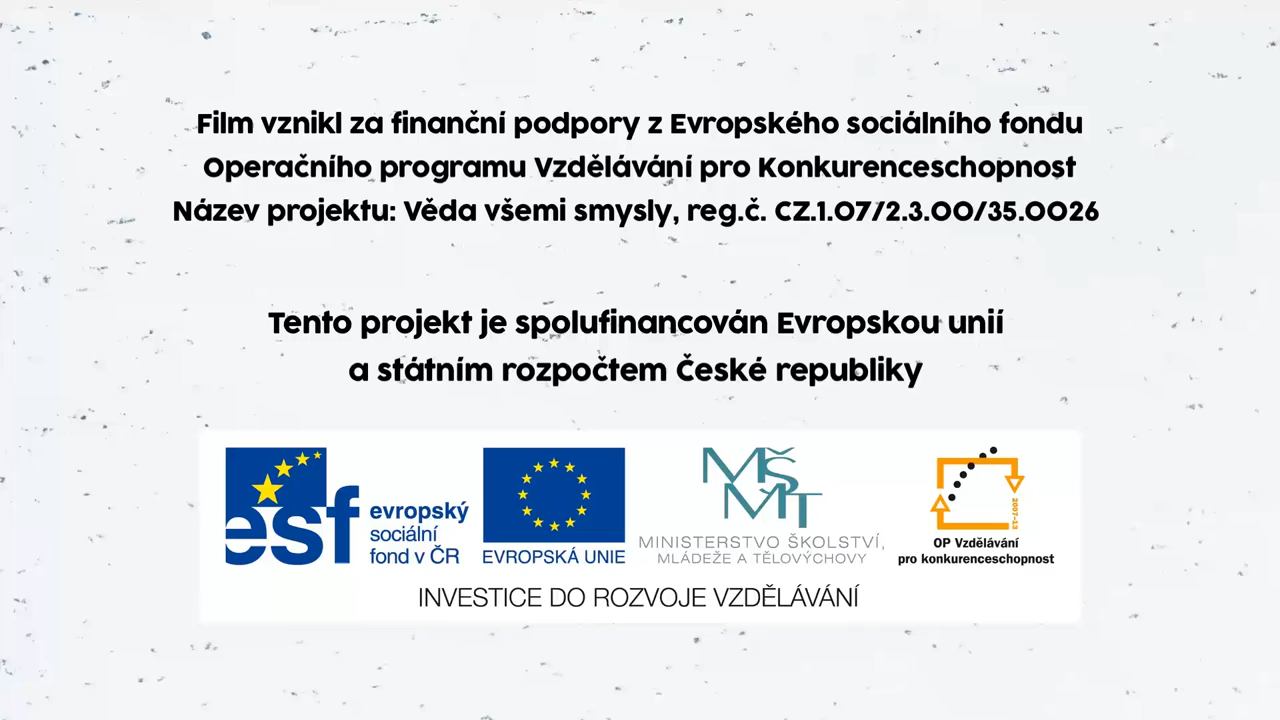 Film vznikl za finanční podpory z Evropského sociálního fondu
Operačního programu Vzdělávání pro Konkurenceschopnost
Název projektu: Věda všemi smysly, reg.č. CZ.1.07/2.3.00/35.0026
Tento projekt je spolufinancován Evropskou unií
a státním rozpočtem České republiky
esf
evropský
sociální
fond v ČR
EVROPSKÁ UNIE
MŠMT
MINISTERSTVO ŠKOLSTVÍ,
MLÁDEŽE A TĚLOVÝCHOVY
2007-13
OP Vzdělávání
pro konkurenceschopnost
INVESTICE DO ROZVOJE VZDĚLÁVÁNÍ